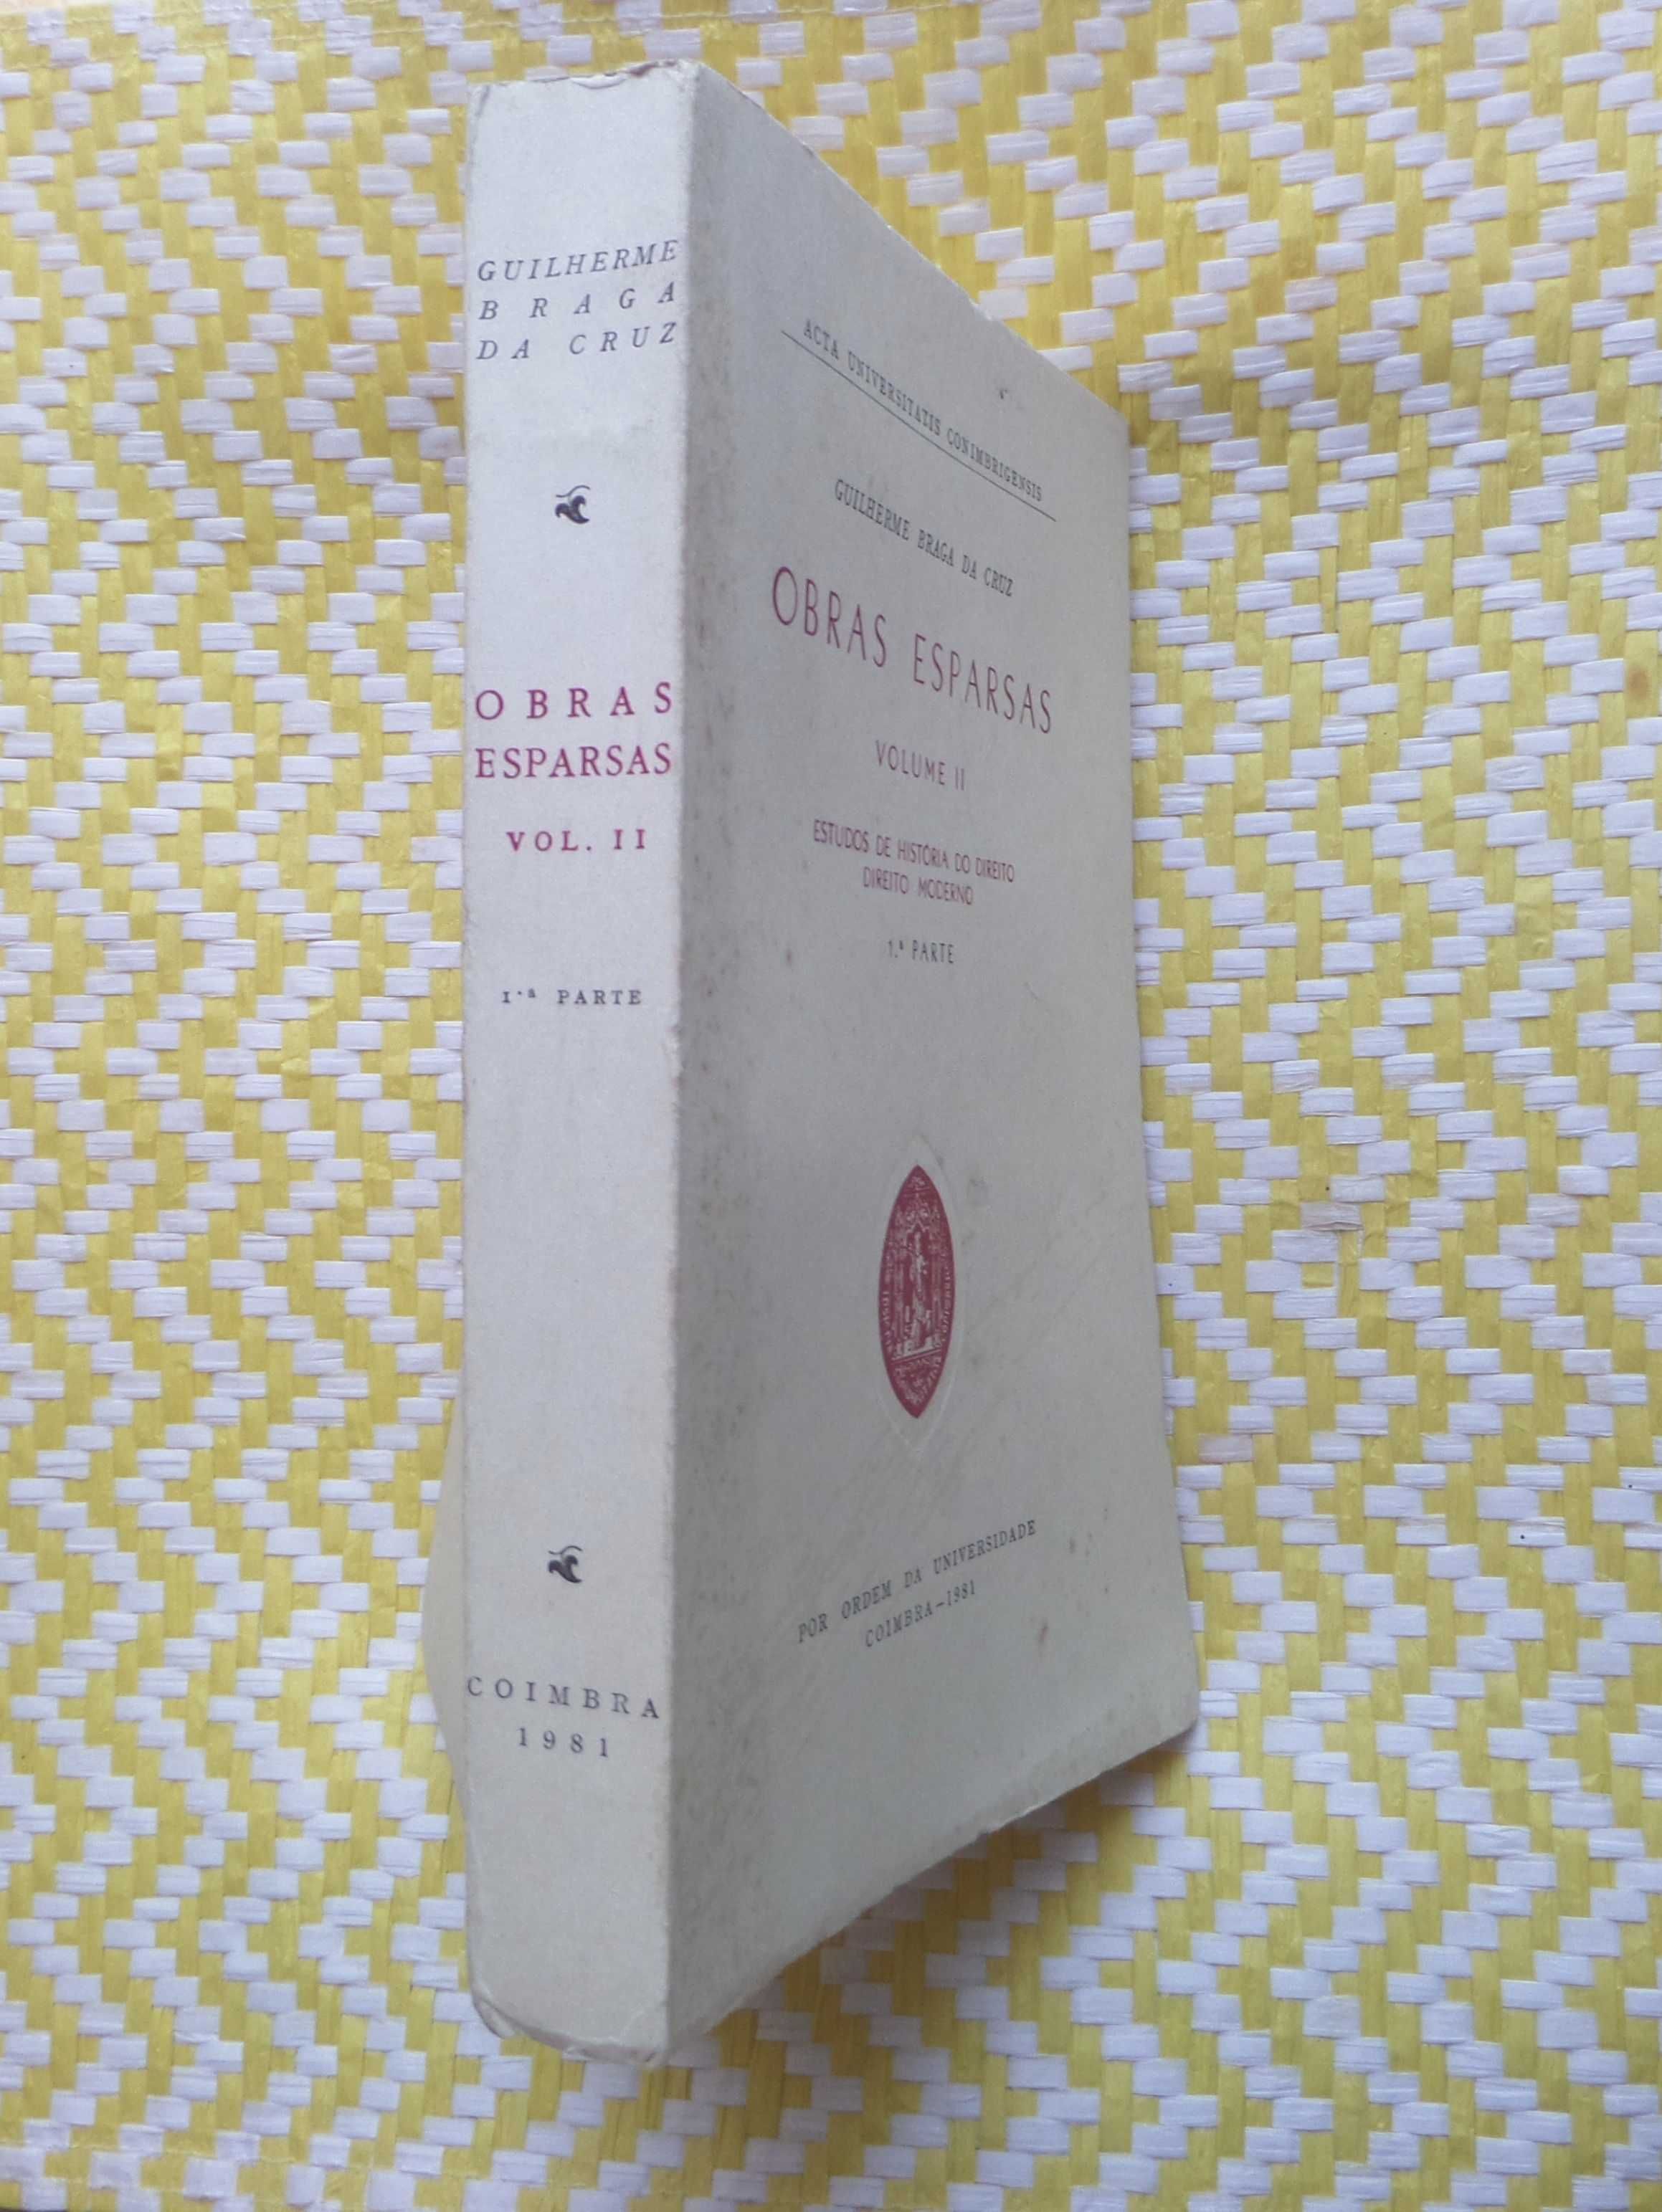 GUILHERME
BRAGA
DA CRUZ
OBRAS
ESPARSAS
VOL. II
1.ª PARTE
COIMBRA
1981
ACTA UNIVERSITATIS CONIMBRIGENSIS
GUILHERME BRAGA DA CRUZ
OBRAS ESPARSAS
VOLUME II
ESTUDOS DE HISTÓRIA DO DIREITO
DIREITO MODERNO
1.ª PARTE
POR ORDEM DA UNIVERSIDADE
COIMBRA-1981